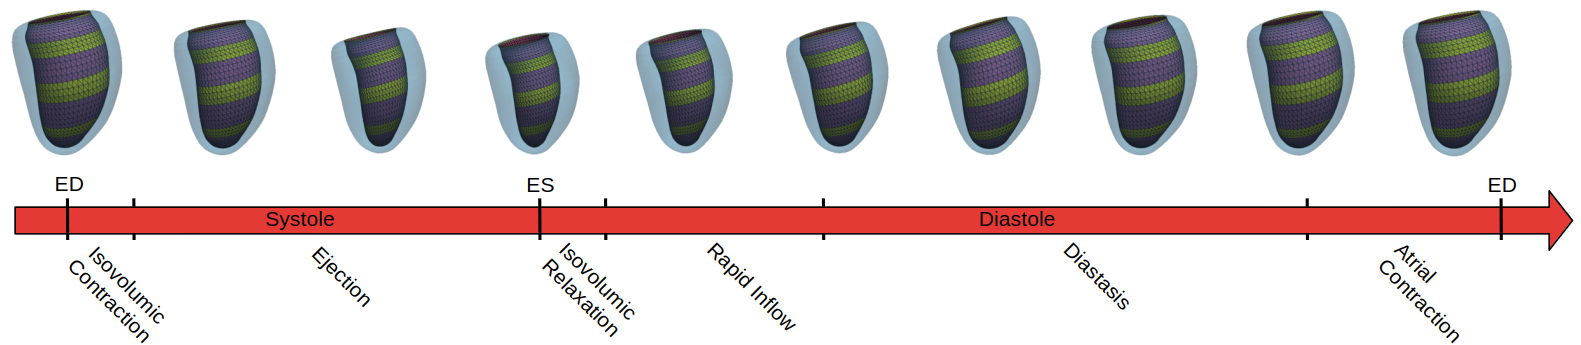 ED
ES
ED
Systole
Diastole
Isovolumic
Contraction
Ejection
Isovolumic
Relaxation
Rapid Inflow
Diastasis
Atrial
Contraction